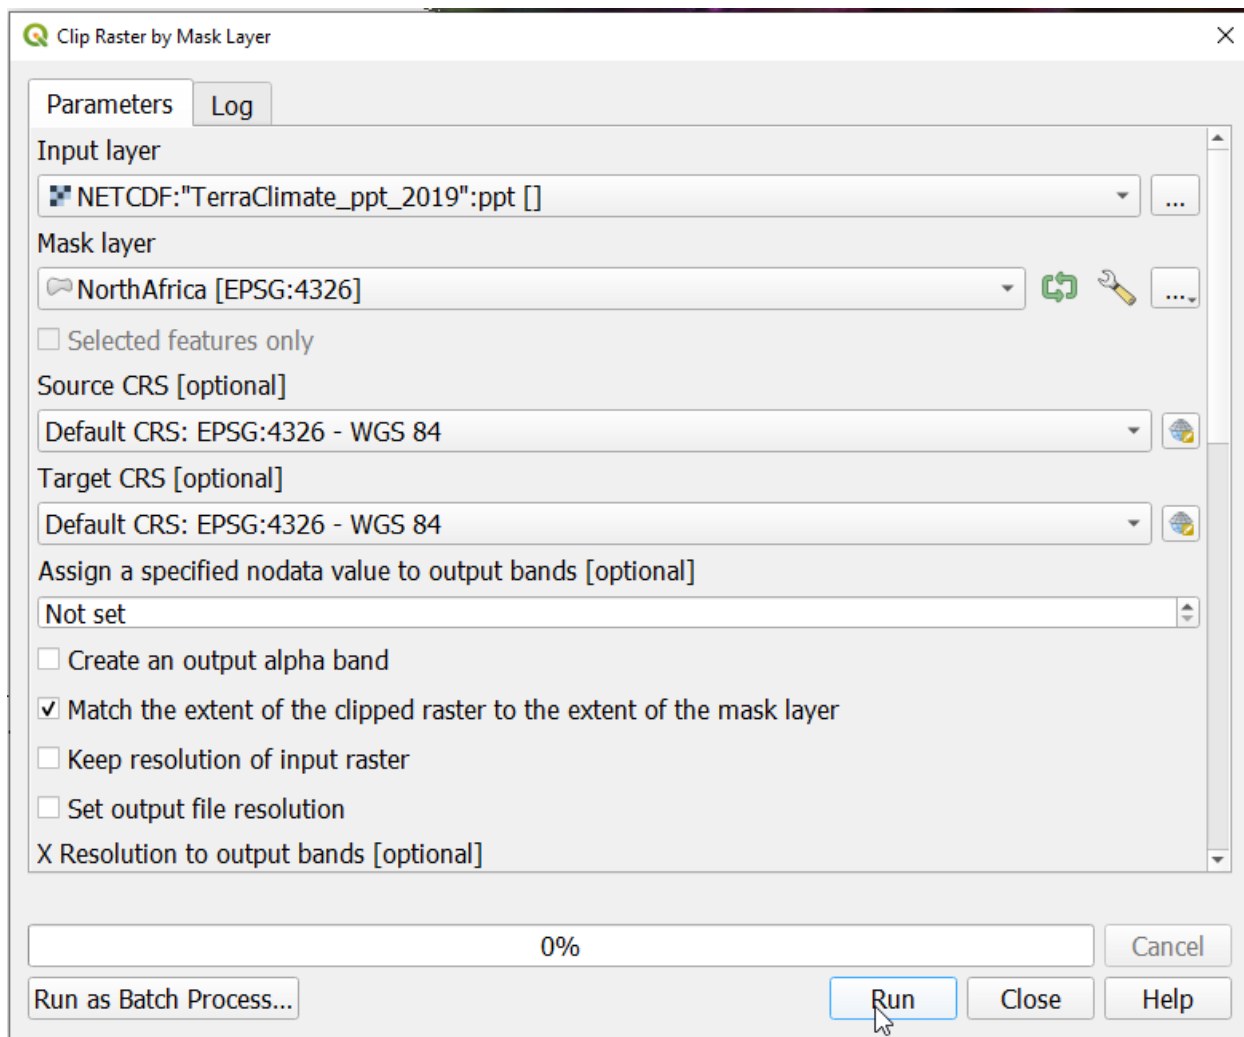 Clip Raster by Mask Layer
Parameters
Log
Input layer
NETCDF:"TerraClimate_ppt_2019":ppt []
...
Mask layer
NorthAfrica [EPSG:4326]
...
Selected features only
Source CRS [optional]
Default CRS: EPSG:4326 - WGS 84
Target CRS [optional]
Default CRS: EPSG:4326 - WGS 84
Assign a specified nodata value to output bands [optional]
Not set
Create an output alpha band
Match the extent of the clipped raster to the extent of the mask layer
Keep resolution of input raster
Set output file resolution
X Resolution to output bands [optional]
0%
Cancel
Run as Batch Process...
Run
Close
Help